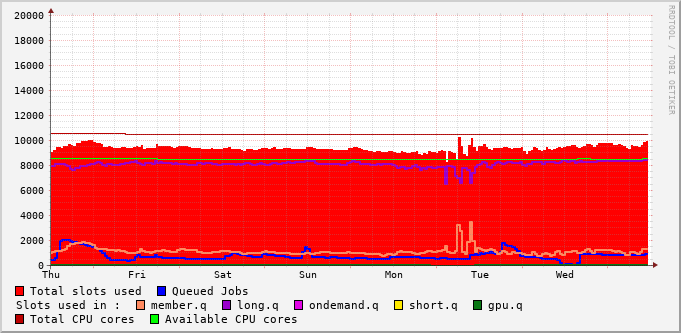 20000
18000
16000
14000
12000
10000
8000
6000
4000
2000
0
Thu Fri Sat Sun Mon Tue Wed
RRDTOOL / TOBI OETIKER
Total slots used Queued Jobs
Slots used in : member.q long.q ondemand.q short.q gpu.q
Total CPU cores Available CPU cores